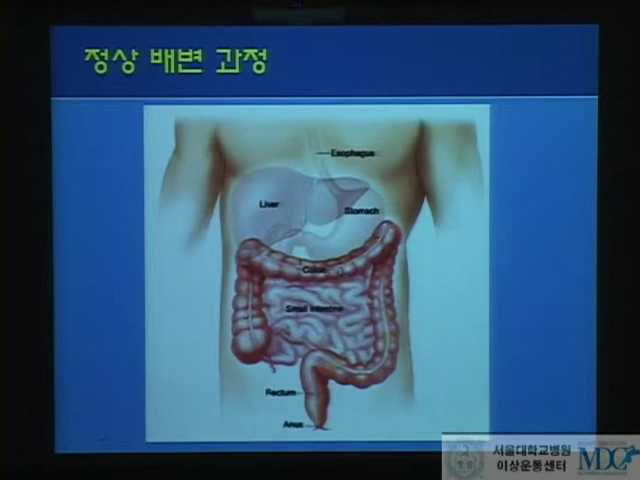 정상 배변 과정
Esophagus
Liver
Stomach
Colon
Small intestine
Rectum
Anus
서울대학교병원
이상운동센터
MDC